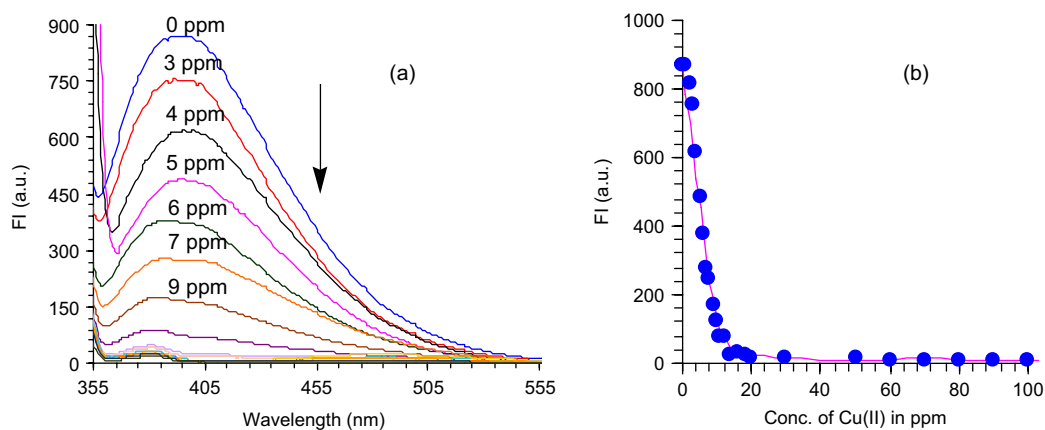 900
750
600
450
300
150
0
FI (a.u.)
0 ppm
3 ppm
4 ppm
5 ppm
6 ppm
7 ppm
9 ppm
(a)
355
405
455
505
555
Wavelength (nm)
1000
800
600
400
200
0
FI (a.u.)
(b)
0
20
40
60
80
100
Conc. of Cu(II) in ppm